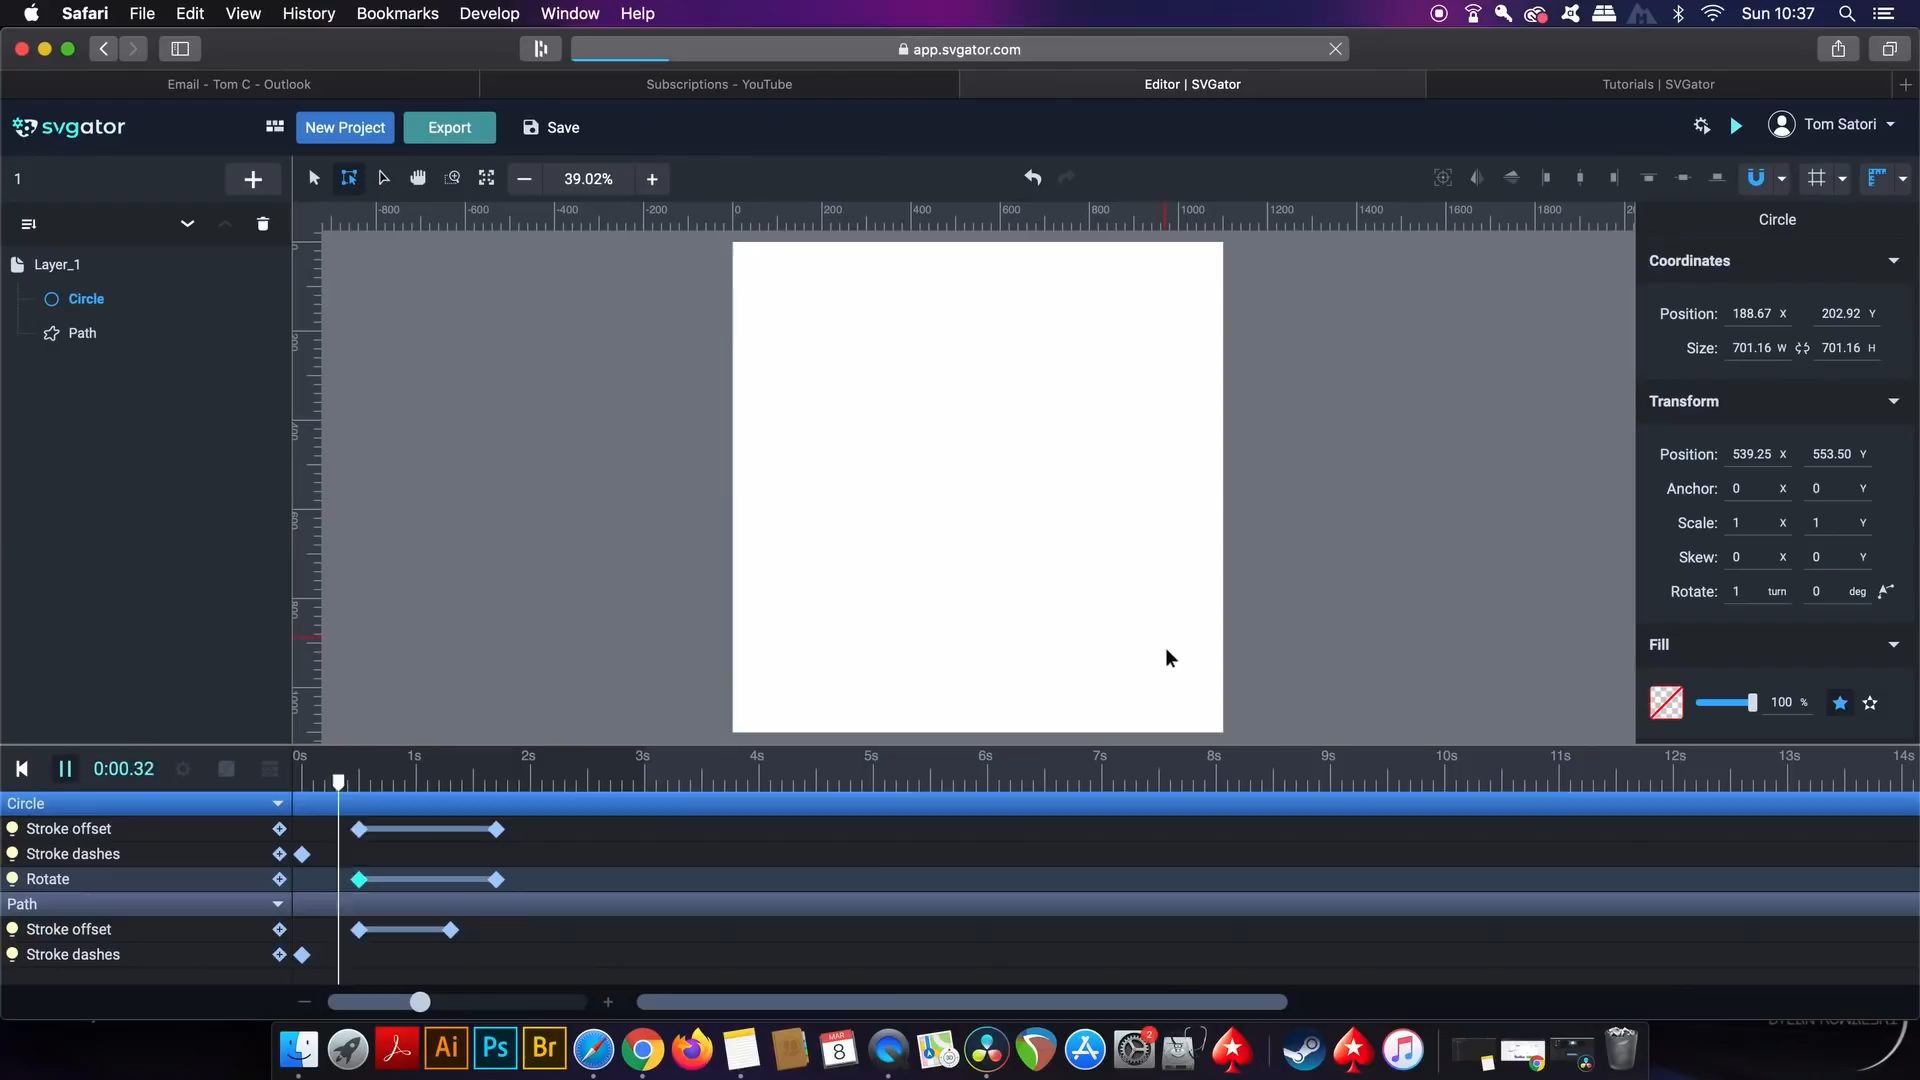 Safari File Edit View History Bookmarks Develop Window Help Sun 10:37
app.svgator.com
Email - Tom C - Outlook Subscriptions - YouTube Editor | SVGator Tutorials | SVGator
svgator New Project Export Save Tom Satori
1 39.02%
-800 -600 -400 -200 0 200 400 600 800 1000 1200 1400 1600 1800
Layer_1
Circle
Path
Circle
Coordinates
Position: 188.67 X 202.92 Y
Size: 701.16 W 701.16 H
Transform
Position: 539.25 X 553.50 Y
Anchor: 0 X 0 Y
Scale: 1 X 1 Y
Skew: 0 X 0 Y
Rotate: 1 turn 0 deg
Fill
100 %
0:00.32 0s 1s 2s 3s 4s 5s 6s 7s 8s 9s 10s 11s 12s 13s 14s
Circle
Stroke offset
Stroke dashes
Rotate
Path
Stroke offset
Stroke dashes
Ai Ps Br MAR 8 2